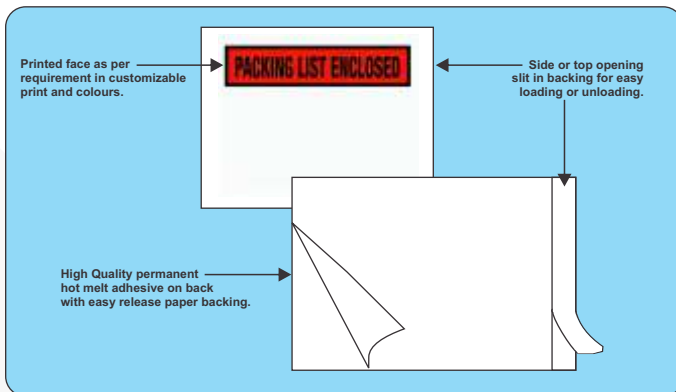 Printed face as per
requirement in customizable
print and colours.
PACKING LIST ENCLOSED
Side or top opening
slit in backing for easy
loading or unloading.
High Quality permanent
hot melt adhesive on back
with easy release paper backing.